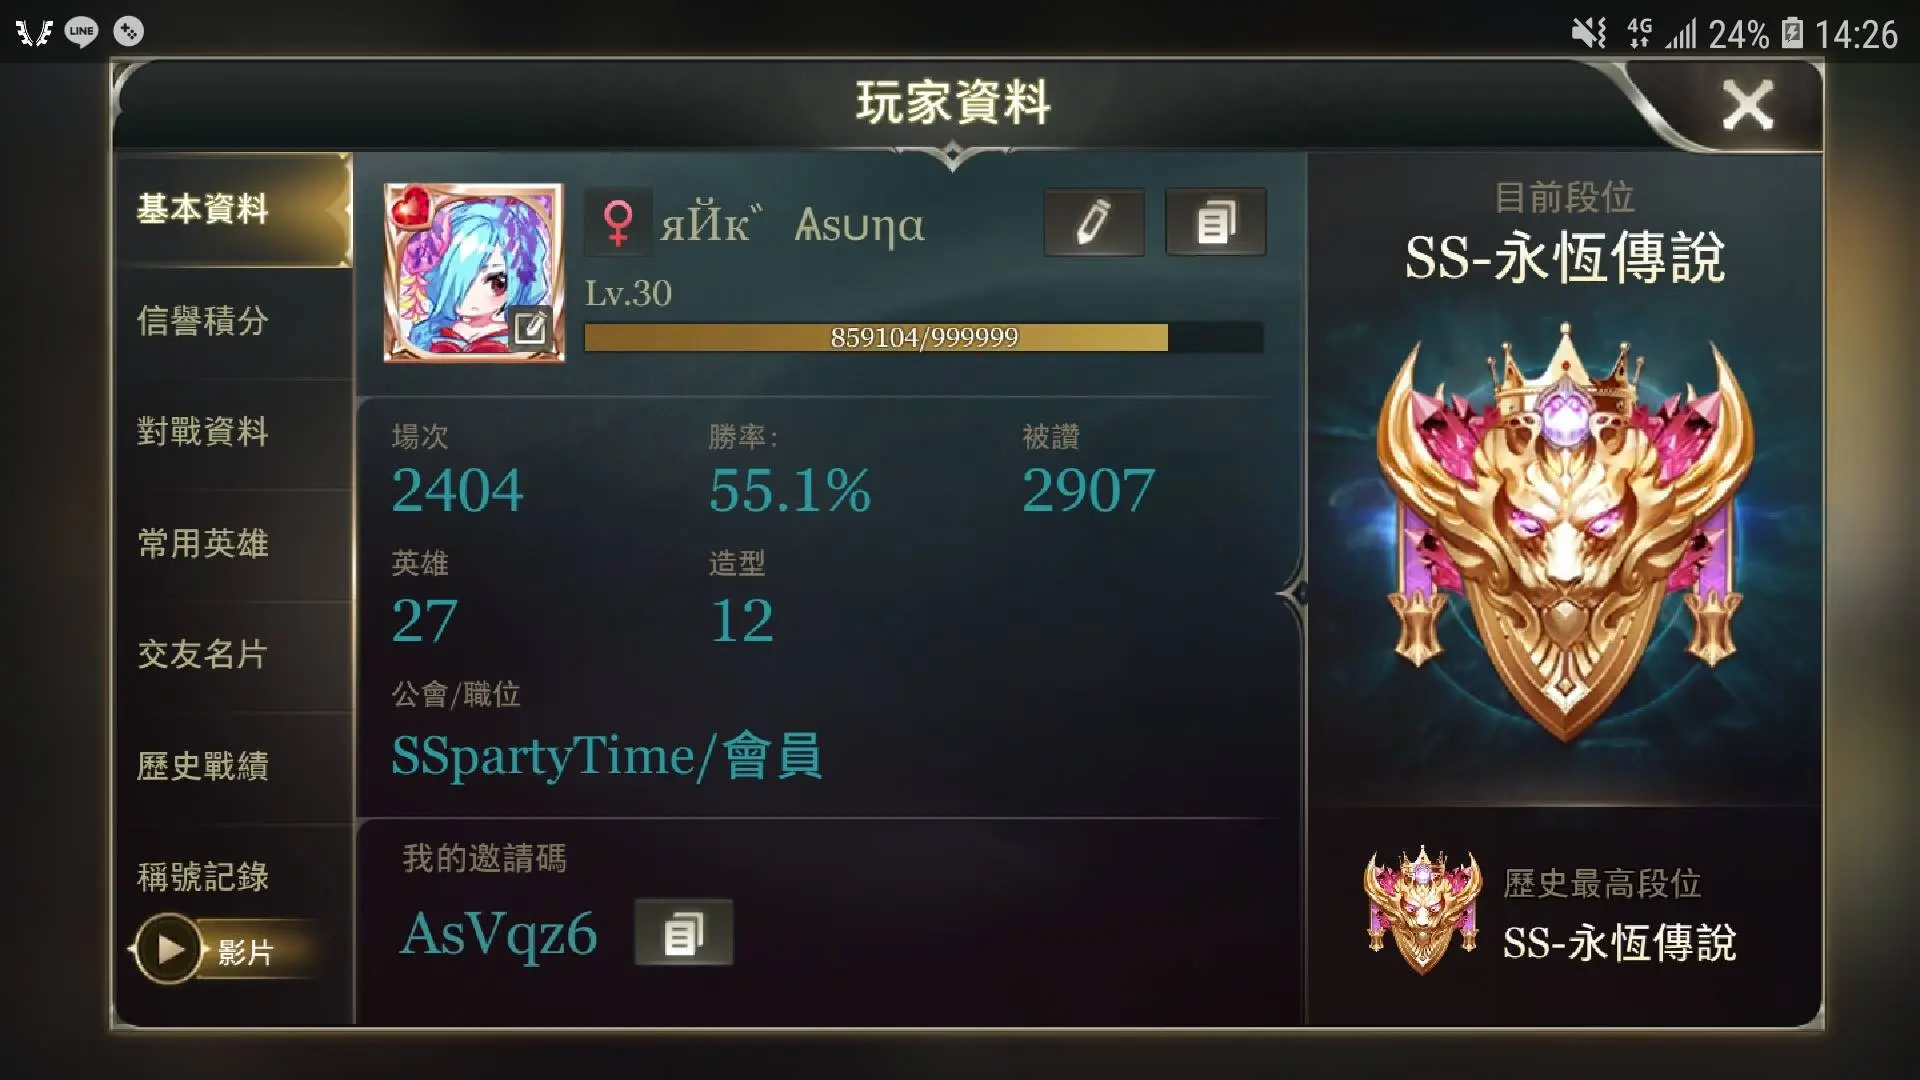 LINE
4G 24% 14:26
玩家資料
基本資料
信譽積分
對戰資料
常用英雄
交友名片
歷史戰績
稱號記錄
影片
яЙк゛ Ѧsυηα
Lv.30
859104/999999
場次
2404
勝率:
55.1%
被讚
2907
英雄
27
造型
12
公會/職位
SSpartyTime/會員
我的邀請碼
AsVqz6
目前段位
SS-永恆傳說
歷史最高段位
SS-永恆傳說